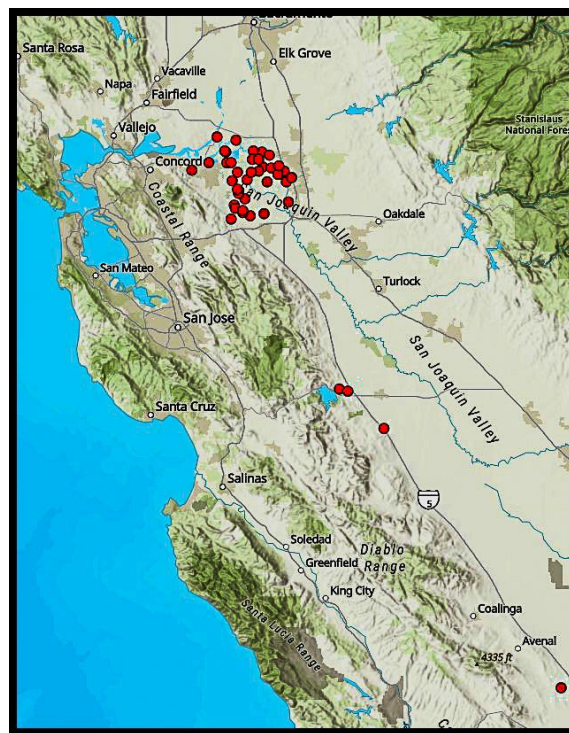 Sacramento
Santa Rosa
Elk Grove
Vacaville
Napa
Fairfield
Stanislaus
National Fores
Vallejo
Concord
Coastal Range
San Joaquin Valley
Oakdale
San Mateo
Turlock
San Jose
San Joaquin Valley
Santa Cruz
Salinas
5
Soledad
Diablo
Range
Greenfield
King City
Santa Lucia Range
Coalinga
Avenal
4335 ft